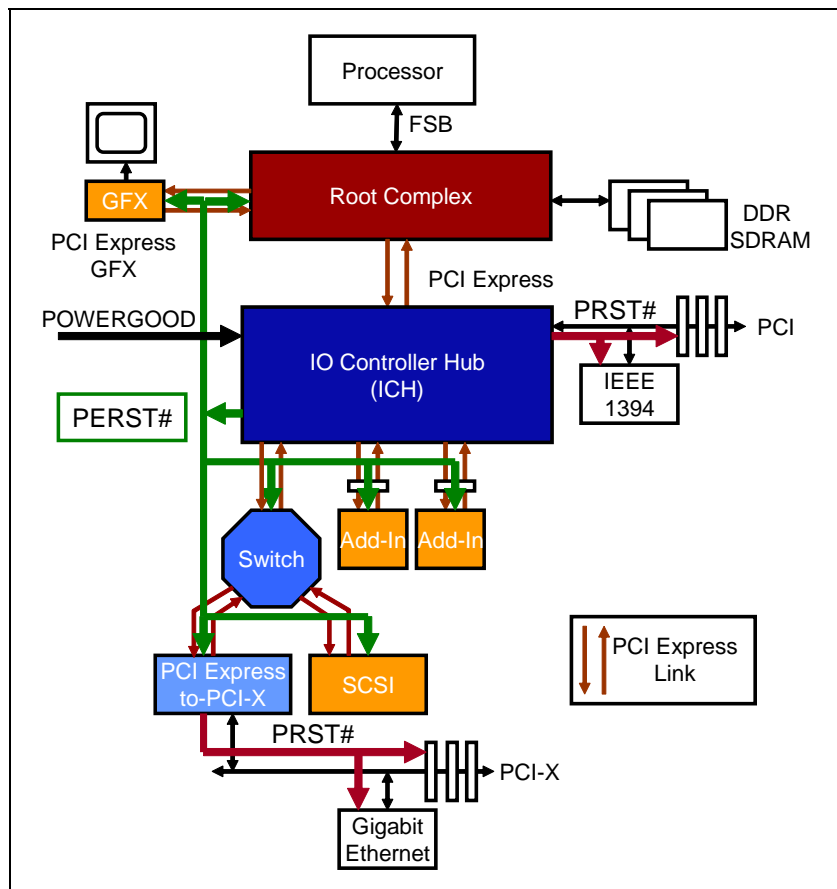 Processor
FSB
Root Complex
GFX
PCI Express
GFX
DDR
SDRAM
PCI Express
POWERGOOD
PRST#
PCI
IO Controller Hub
(ICH)
IEEE
1394
PERST#
Add-In
Add-In
Switch
PCI Express
to-PCI-X
SCSI
PCI Express
Link
PRST#
PCI-X
Gigabit
Ethernet